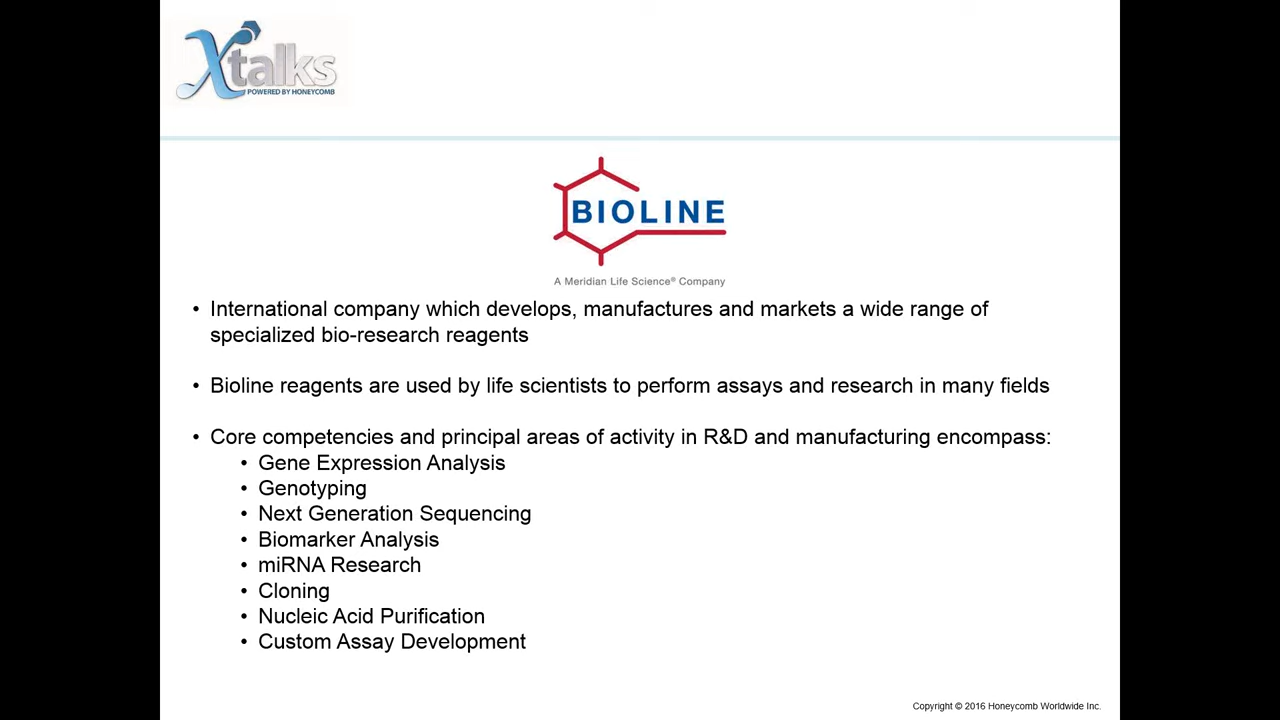 Xtalks
POWERED BY HONEYCOMB
BIOLINE
A Meridian Life Science® Company
• International company which develops, manufactures and markets a wide range of
specialized bio-research reagents
• Bioline reagents are used by life scientists to perform assays and research in many fields
• Core competencies and principal areas of activity in R&D and manufacturing encompass:
• Gene Expression Analysis
• Genotyping
• Next Generation Sequencing
• Biomarker Analysis
• miRNA Research
• Cloning
• Nucleic Acid Purification
• Custom Assay Development
Copyright © 2016 Honeycomb Worldwide Inc.